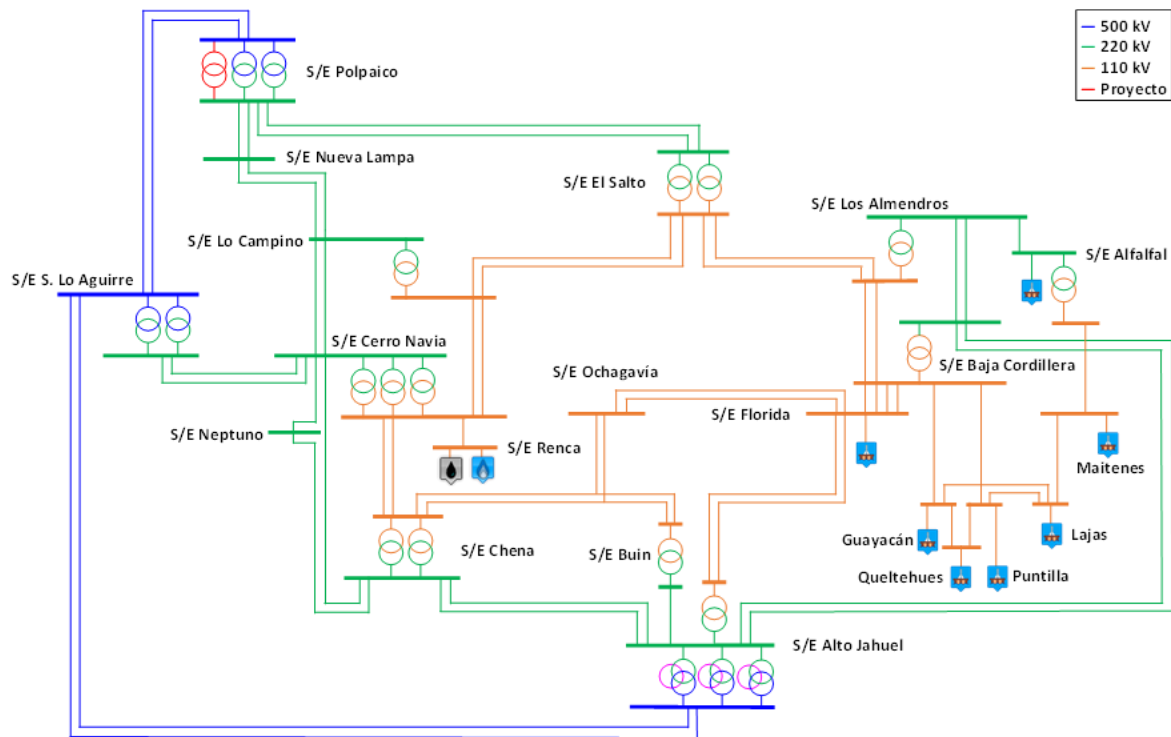 500 kV
220 kV
110 kV
Proyecto
S/E Polpaico
S/E Nueva Lampa
S/E El Salto
S/E Los Almendros
S/E Lo Campino
S/E Alfalfal
S/E S. Lo Aguirre
S/E Cerro Navia
S/E Ochagavía
S/E Baja Cordillera
S/E Florida
S/E Neptuno
S/E Renca
Maitenes
S/E Chena
S/E Buin
Guayacán
Lajas
Queltehues
Puntilla
S/E Alto Jahuel